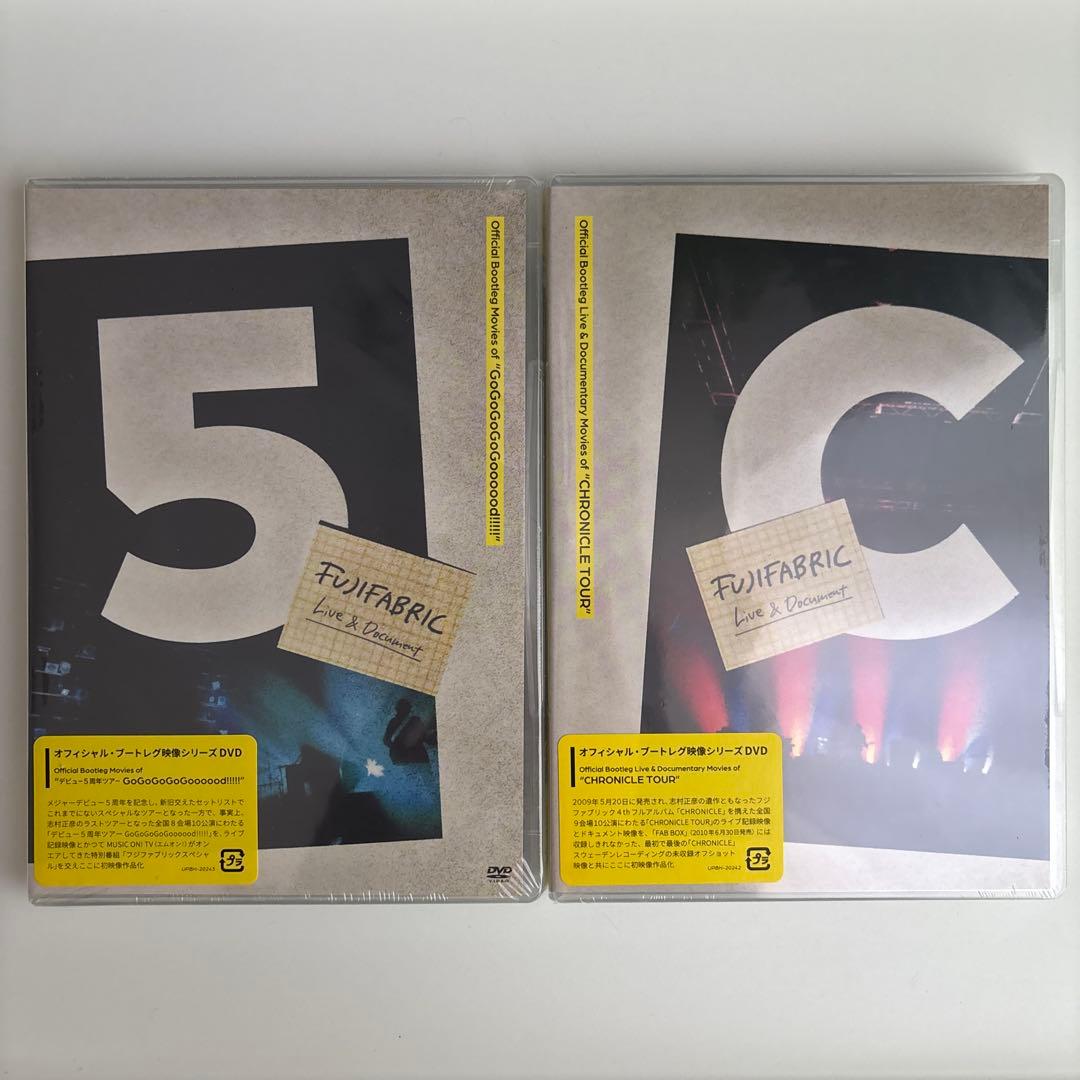 5
Official Bootleg Movies of "GoGoGoGoGoooood!!!!!"
FUJIFABRIC
Live & Document
オフィシャル・ブートレグ映像シリーズ DVD
Official Bootleg Movies of
"デビュー5周年ツアー GoGoGoGoGoooood!!!!!"
メジャーデビュー5周年を記念し、新旧交えたセットリストで
これまでにないスペシャルなツアーとなった一方で、事実上、
志村正彦のラストツアーとなった全国8会場10公演にわたる
「デビュー5周年ツアー GoGoGoGoGoooood!!!!!」を、ライブ
記録映像とかつて MUSIC ON! TV(エムオン!)がオン
エアしてきた特別番組「フジファブリックスペシャ
ル」を交えここに初映像作品化
UPBH-20243
プラ
DVD
VIDEO
C
Official Bootleg Live & Documentary Movies of "CHRONICLE TOUR"
FUJIFABRIC
Live & Document
オフィシャル・ブートレグ映像シリーズ DVD
Official Bootleg Live & Documentary Movies of
"CHRONICLE TOUR"
2009年5月20日に発売され、志村正彦の遺作ともなったフジ
ファブリック4thフルアルバム「CHRONICLE」を携えた全国
9会場10公演にわたる「CHRONICLE TOUR」のライブ記録映像
とドキュメント映像を、「FAB BOX」(2010年6月30日発売)には
収録しきれなかった、最初で最後の「CHRONICLE」
スウェーデンレコーディングの未収録オフショット
映像と共にここに初映像作品化
UPBH-20242
プラ